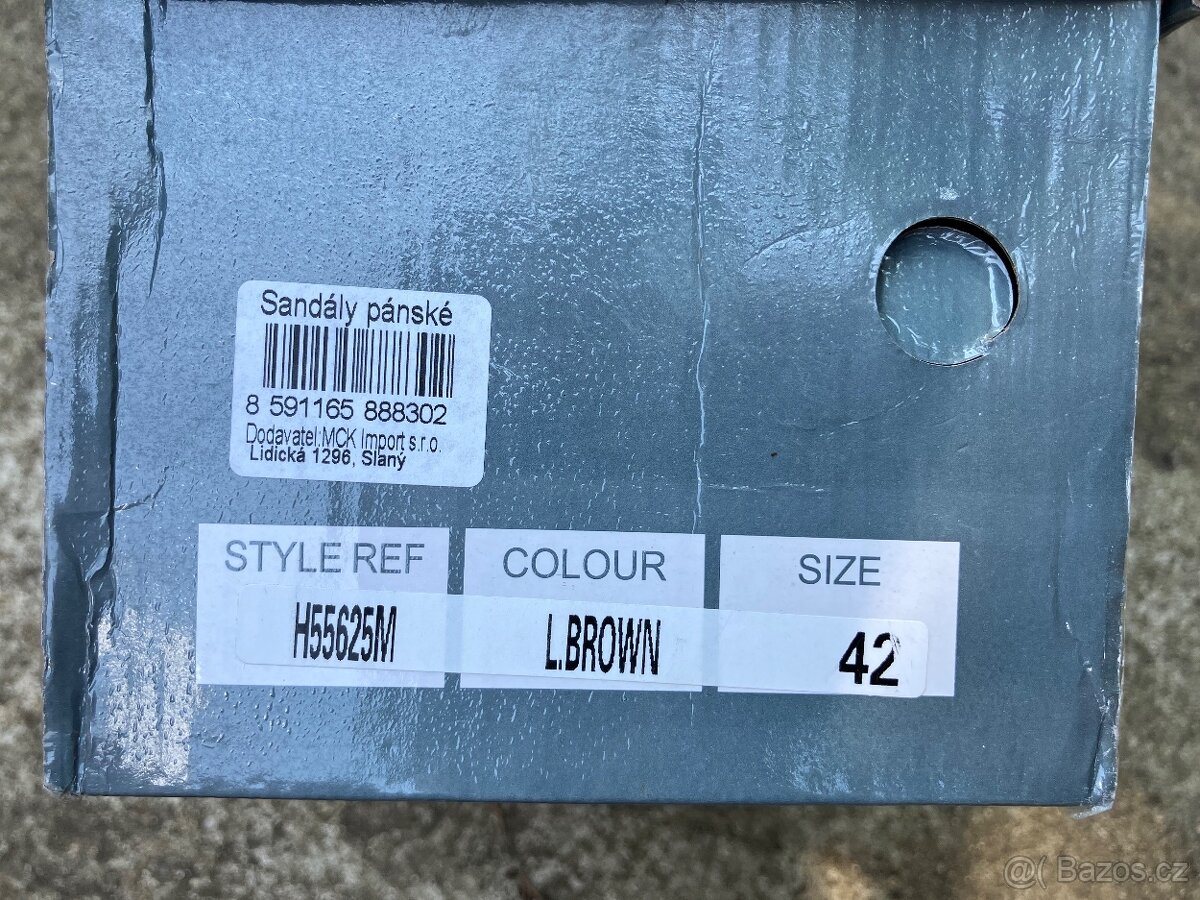 Sandály pánské
8 591165 888302
Dodavatel:MCK Import s.r.o.
Lidická 1296, Slaný
STYLE REF COLOUR SIZE
H55625M L.BROWN 42
@ Bazos.cz